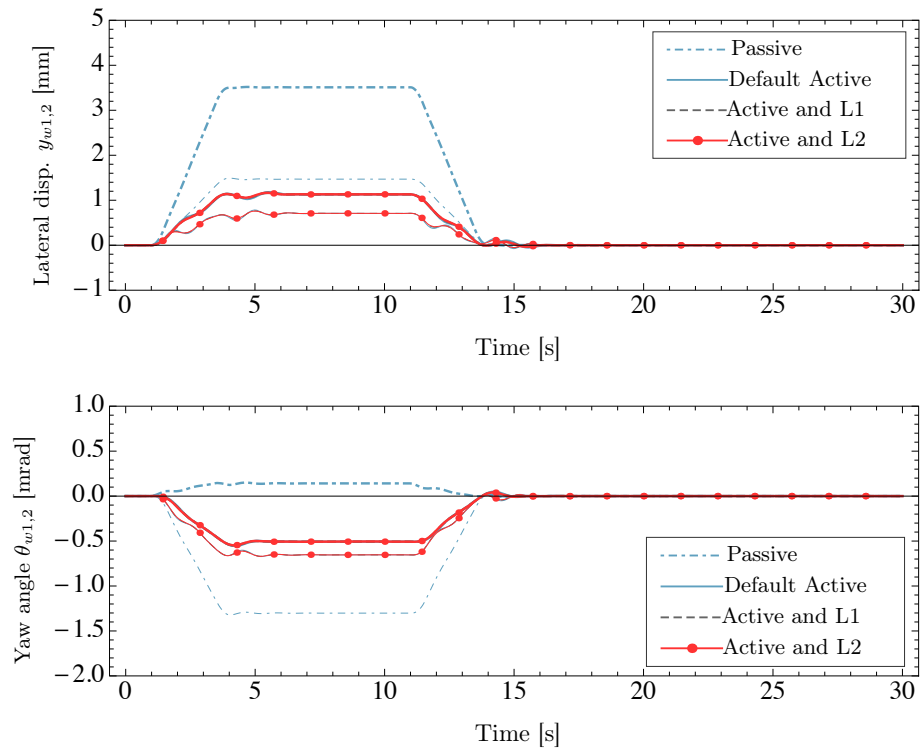 Lateral disp. y_{w1,2} [mm]
5
4
3
2
1
0
−1
0 5 10 15 20 25 30
Time [s]
Passive
Default Active
Active and L1
Active and L2
Yaw angle θ_{w1,2} [mrad]
1.0
0.5
0.0
−0.5
−1.0
−1.5
−2.0
0 5 10 15 20 25 30
Time [s]
Passive
Default Active
Active and L1
Active and L2